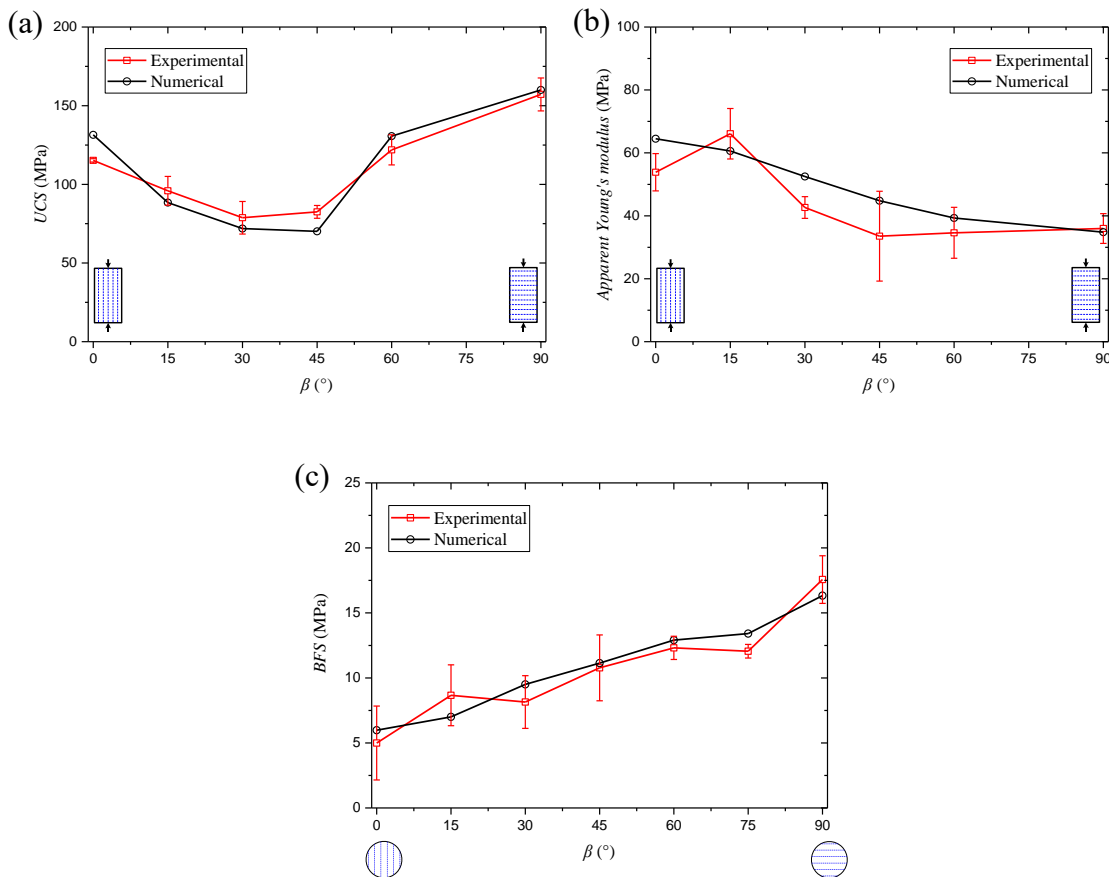 (a)
200
150
100
50
0
UCS (MPa)
Experimental
Numerical
0 15 30 45 60 75 90
β (°)
(b)
100
80
60
40
20
0
Apparent Young's modulus (MPa)
Experimental
Numerical
0 15 30 45 60 75 90
β (°)
(c)
25
20
15
10
5
0
BFS (MPa)
Experimental
Numerical
0 15 30 45 60 75 90
β (°)